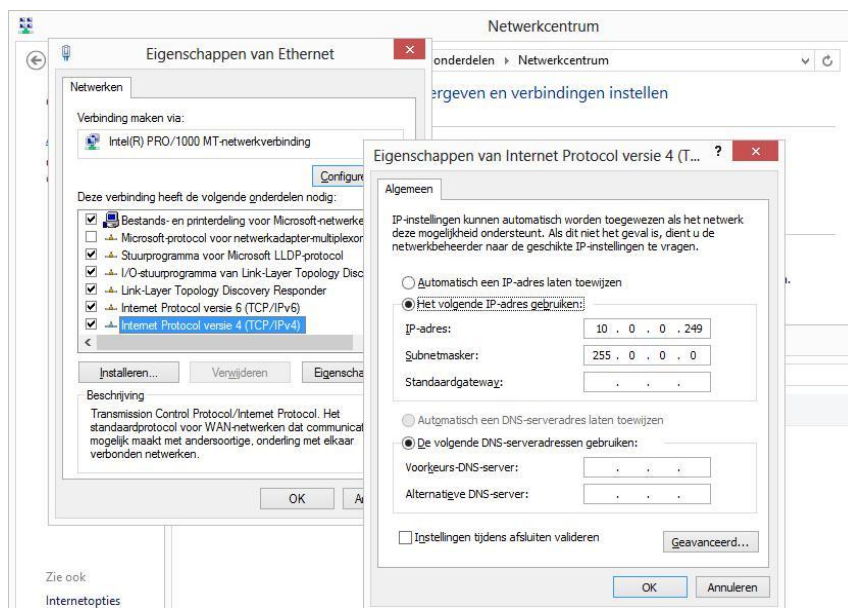 Netwerkcentrum
onderdelen ▸ Netwerkcentrum
ergeven en verbindingen instellen
Eigenschappen van Ethernet
Netwerken
Verbinding maken via:
Intel(R) PRO/1000 MT-netwerkverbinding
Configure
Deze verbinding heeft de volgende onderdelen nodig:
Bestands- en printerdeling voor Microsoft-netwerke
Microsoft-protocol voor netwerkadapter-multiplexor
Stuurprogramma voor Microsoft LLDP-protocol
I/O-stuurprogramma van Link-Layer Topology Disc
Link-Layer Topology Discovery Responder
Internet Protocol versie 6 (TCP/IPv6)
Internet Protocol versie 4 (TCP/IPv4)
Installeren...
Verwijderen
Eigenscha
Beschrijving
Transmission Control Protocol/Internet Protocol. Het
standaardprotocol voor WAN-netwerken dat communicat
mogelijk maakt met andersoortige, onderling met elkaar
verbonden netwerken.
OK
Zie ook
Internetopties
Eigenschappen van Internet Protocol versie 4 (T... ?
Algemeen
IP-instellingen kunnen automatisch worden toegewezen als het netwerk
deze mogelijkheid ondersteunt. Als dit niet het geval is, dient u de
netwerkbeheerder naar de geschikte IP-instellingen te vragen.
Automatisch een IP-adres laten toewijzen
Het volgende IP-adres gebruiken:
IP-adres: 10 . 0 . 0 . 249
Subnetmasker: 255 . 0 . 0 . 0
Standaardgateway: . . .
Automatisch een DNS-serveradres laten toewijzen
De volgende DNS-serveradressen gebruiken:
Voorkeurs-DNS-server: . . .
Alternatieve DNS-server: . . .
Instellingen tijdens afsluiten valideren
Geavanceerd...
OK
Annuleren